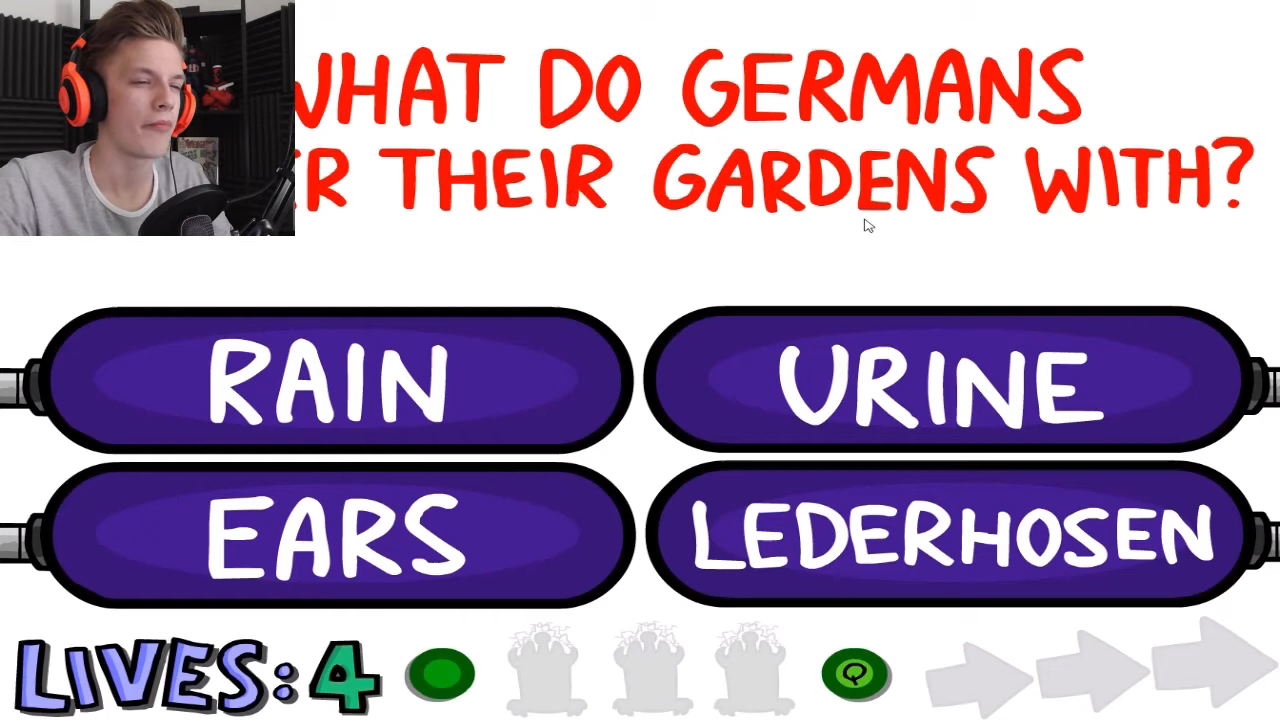 WHAT DO GERMANS
ER THEIR GARDENS WITH?
RAIN
URINE
EARS
LEDERHOSEN
LIVES: 4
Q